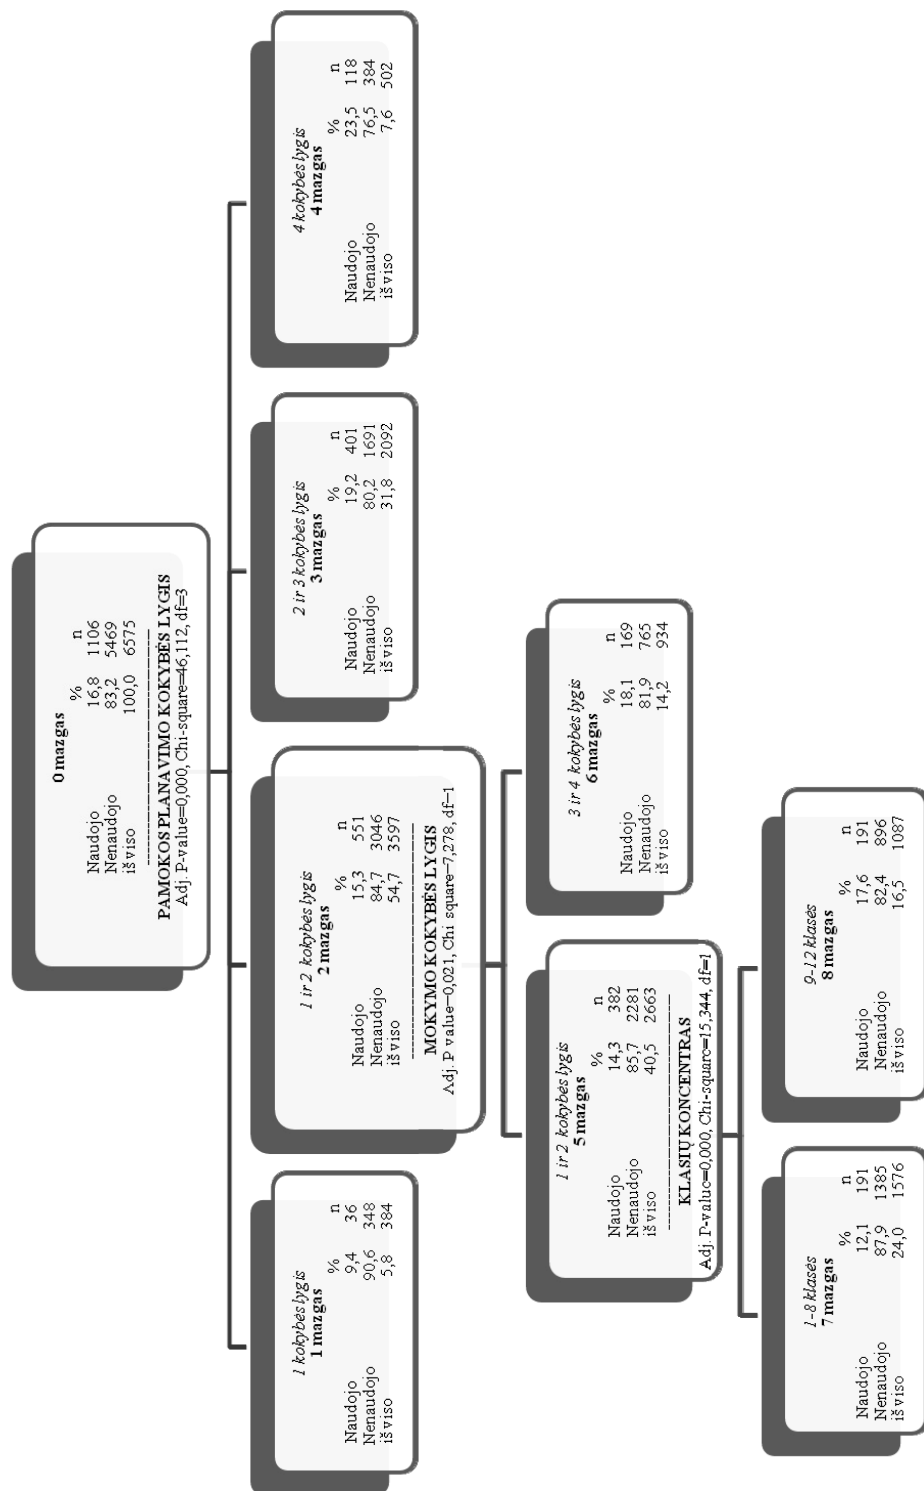 0 mazgas
% n
Naudojo 16,8 1106
Nenaudojo 83,2 5469
iš viso 100,0 6575
PAMOKOS PLANAVIMO KOKYBĖS LYGIS
Adj. P-value=0,000, Chi-square=46,112, df=3
1 kokybės lygis
1 mazgas
% n
Naudojo 9,4 36
Nenaudojo 90,6 348
iš viso 5,8 384
1 ir 2 kokybės lygis
2 mazgas
% n
Naudojo 15,3 551
Nenaudojo 84,7 3046
iš viso 54,7 3597
MOKYMO KOKYBĖS LYGIS
Adj. P value=0,021, Chi square=7,278, df=1
2 ir 3 kokybės lygis
3 mazgas
% n
Naudojo 19,2 401
Nenaudojo 80,2 1691
iš viso 31,8 2092
4 kokybės lygis
4 mazgas
% n
Naudojo 23,5 118
Nenaudojo 76,5 384
iš viso 7,6 502
1 ir 2 kokybės lygis
5 mazgas
% n
Naudojo 14,3 382
Nenaudojo 85,7 2281
iš viso 40,5 2663
KLASIŲ KONCENTRAS
Adj. P-value=0,000, Chi-square=15,344, df=1
3 ir 4 kokybės lygis
6 mazgas
% n
Naudojo 18,1 169
Nenaudojo 81,9 765
iš viso 14,2 934
1-8 klasės
7 mazgas
% n
Naudojo 12,1 191
Nenaudojo 87,9 1385
iš viso 24,0 1576
9-12 klasės
8 mazgas
% n
Naudojo 17,6 191
Nenaudojo 82,4 896
iš viso 16,5 1087